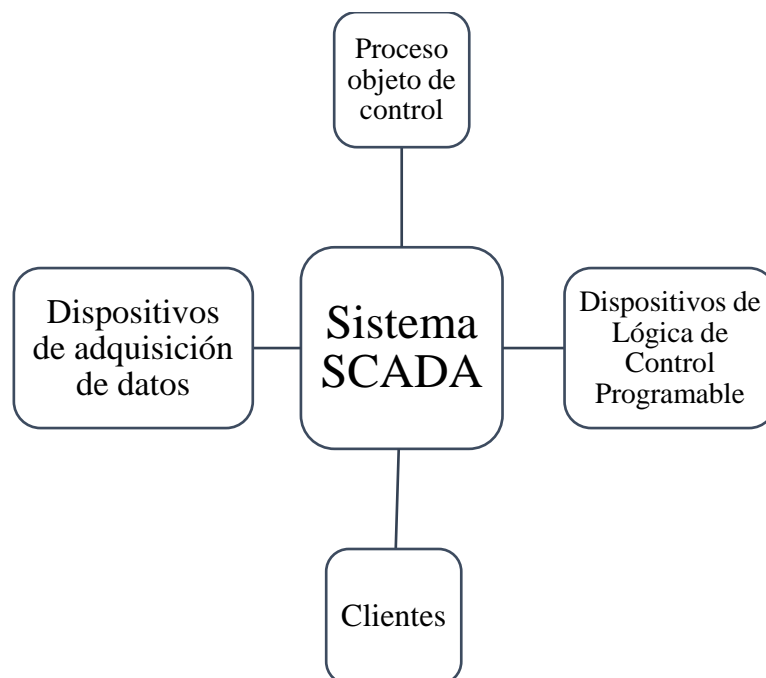 Proceso
objeto de
control
Dispositivos
de adquisición
de datos
Sistema
SCADA
Dispositivos de
Lógica de
Control
Programable
Clientes